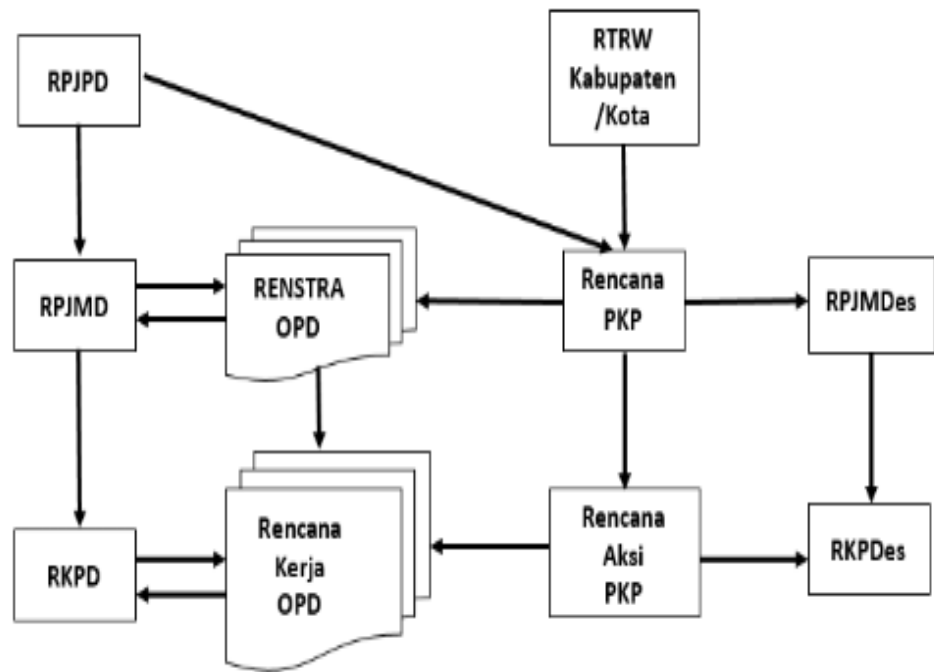 RPJPD
RTRW
Kabupaten
/Kota
RPJMD
RENSTRA
OPD
Rencana
PKP
RPJMDes
RKPD
Rencana
Kerja
OPD
Rencana
Aksi
PKP
RKPDes